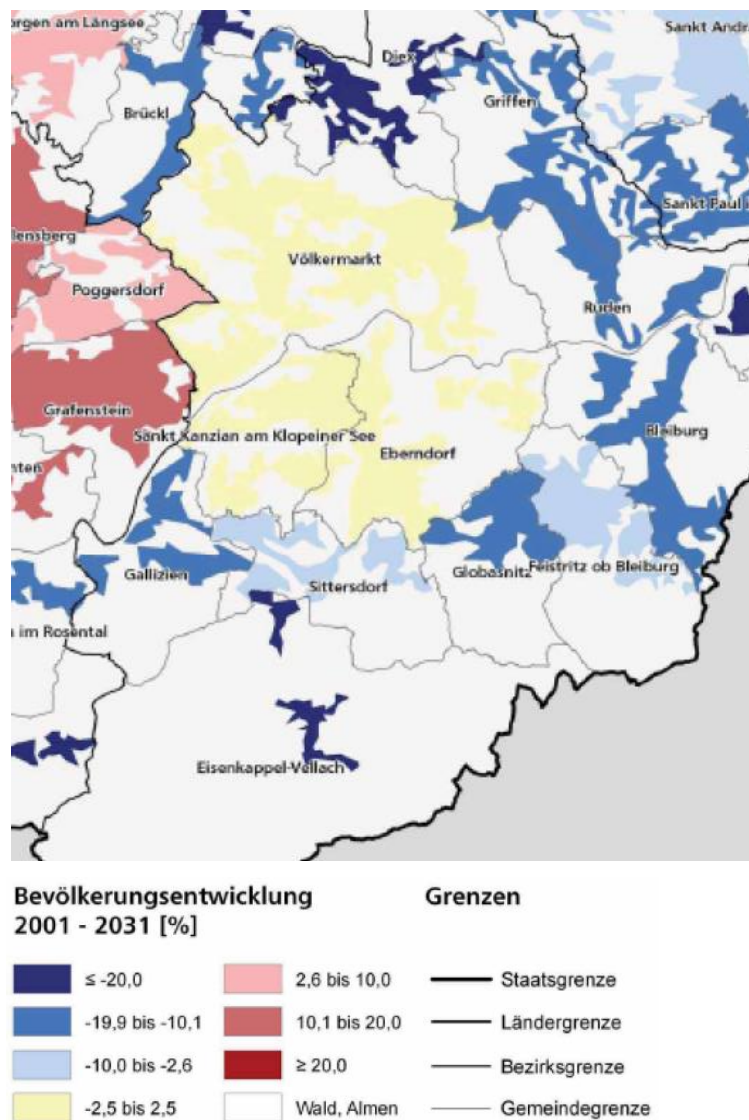 orgen am Längsee
Sankt Andr
Diex
Griffen
Brückl
Sankt Paul i
lensberg
Völkermarkt
Poggersdorf
Ruden
Grafenstein
Sankt Kanzian am Klopeiner See
Bleiburg
Eberndorf
nten
Gallizien
Sittersdorf
Globasnitz
Feistritz ob Bleiburg
im Rosental
Eisenkappel-Vellach
Bevölkerungsentwicklung
2001 - 2031 [%]
≤ -20,0
-19,9 bis -10,1
-10,0 bis -2,6
-2,5 bis 2,5
2,6 bis 10,0
10,1 bis 20,0
≥ 20,0
Wald, Almen
Grenzen
Staatsgrenze
Ländergrenze
Bezirksgrenze
Gemeindegrenze